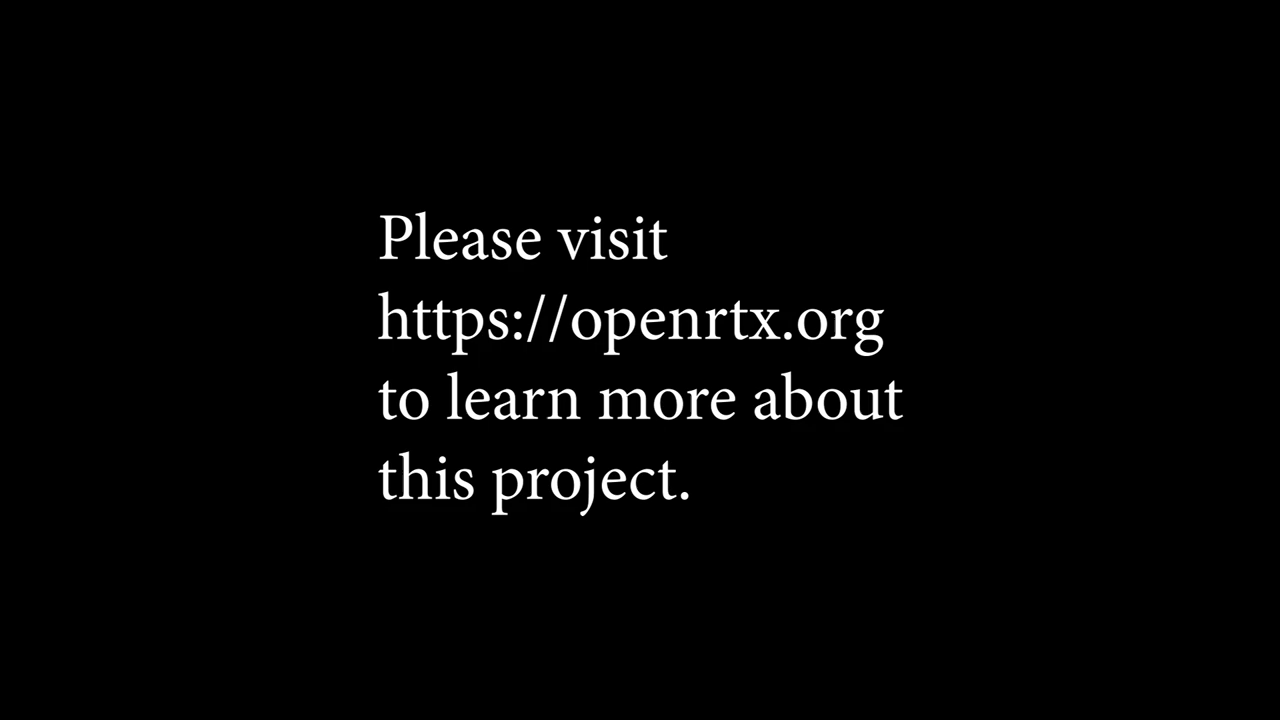 Please visit
https://openrtx.org
to learn more about
this project.